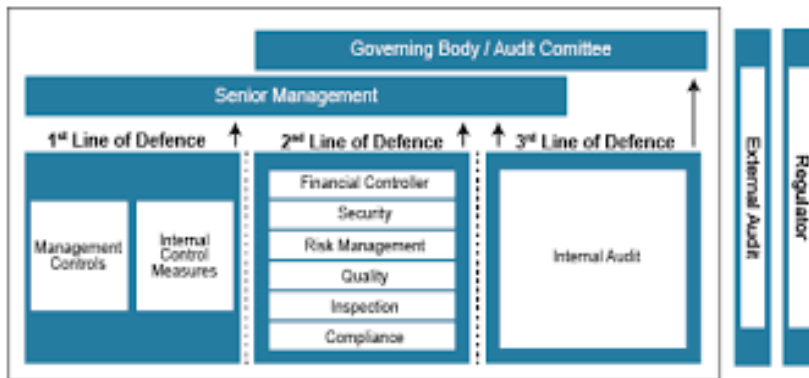 Governing Body / Audit Comittee
Senior Management
1st Line of Defence
2nd Line of Defence
3rd Line of Defence
Management
Controls
Internal
Control
Measures
Financial Controller
Security
Risk Management
Quality
Inspection
Compliance
Internal Audit
External Audit
Regulator